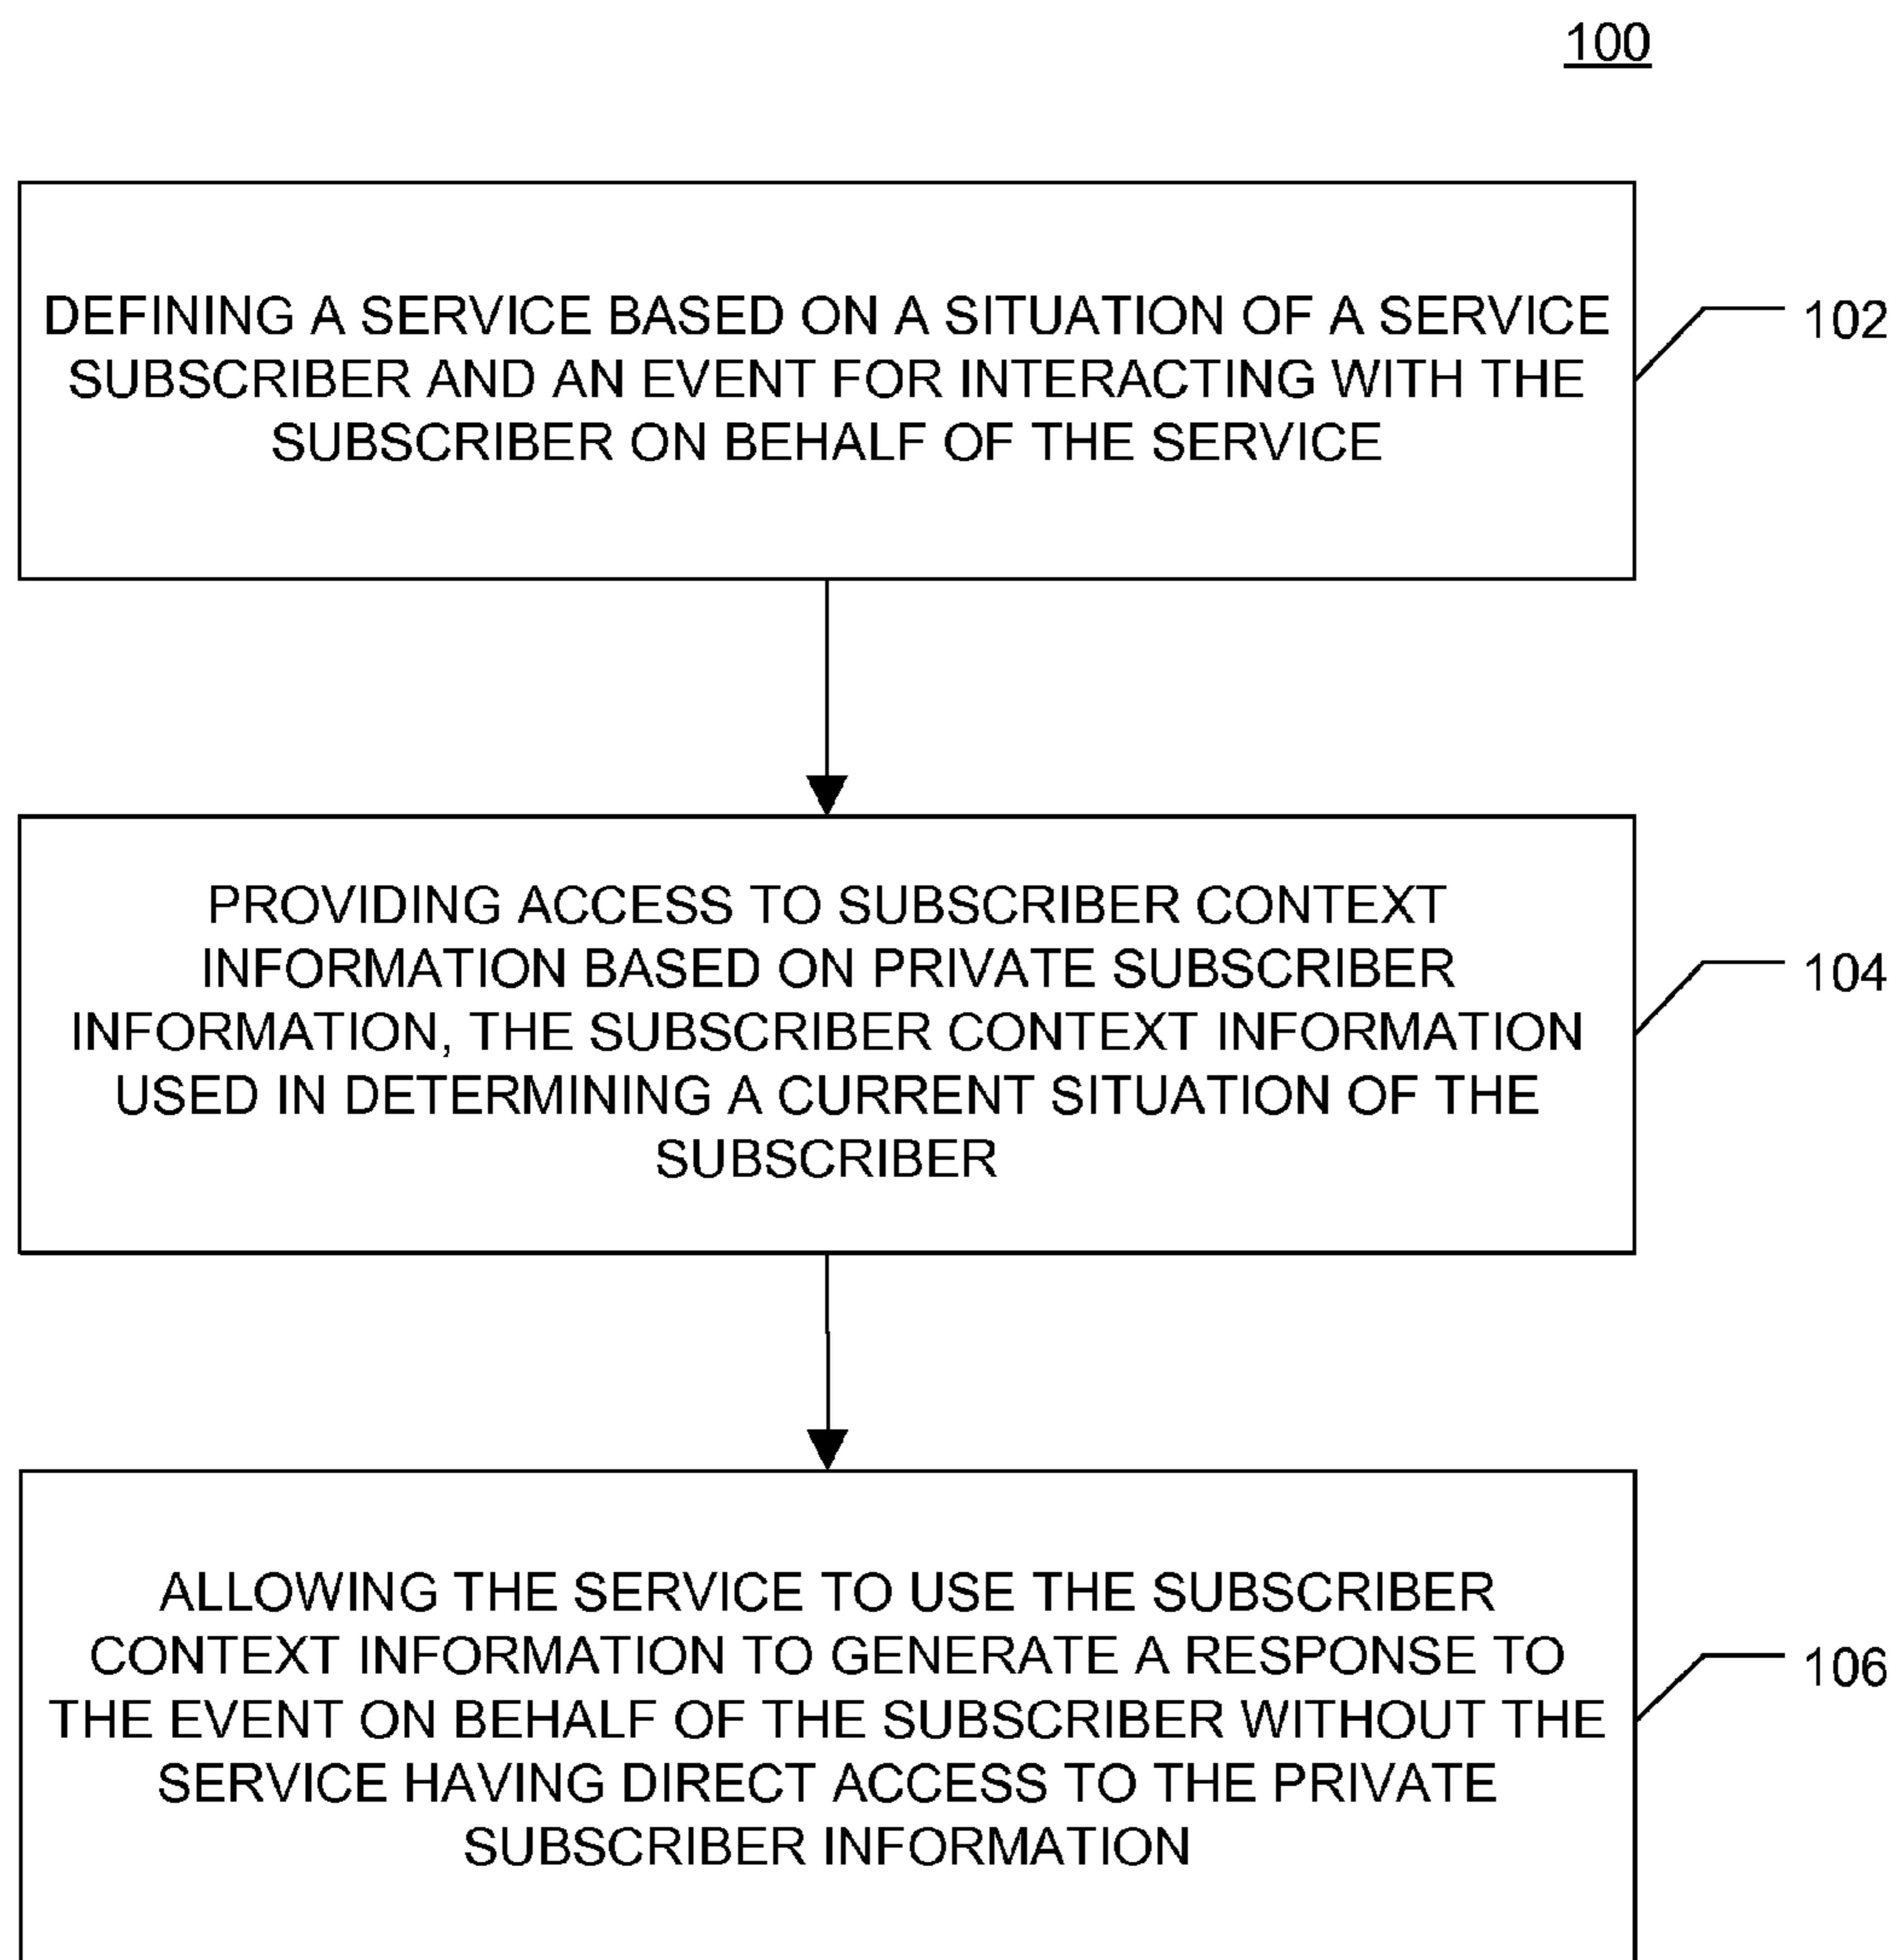 100
DEFINING A SERVICE BASED ON A SITUATION OF A SERVICE
SUBSCRIBER AND AN EVENT FOR INTERACTING WITH THE
SUBSCRIBER ON BEHALF OF THE SERVICE
102
PROVIDING ACCESS TO SUBSCRIBER CONTEXT
INFORMATION BASED ON PRIVATE SUBSCRIBER
INFORMATION, THE SUBSCRIBER CONTEXT INFORMATION
USED IN DETERMINING A CURRENT SITUATION OF THE
SUBSCRIBER
104
ALLOWING THE SERVICE TO USE THE SUBSCRIBER
CONTEXT INFORMATION TO GENERATE A RESPONSE TO
THE EVENT ON BEHALF OF THE SUBSCRIBER WITHOUT THE
SERVICE HAVING DIRECT ACCESS TO THE PRIVATE
SUBSCRIBER INFORMATION
106